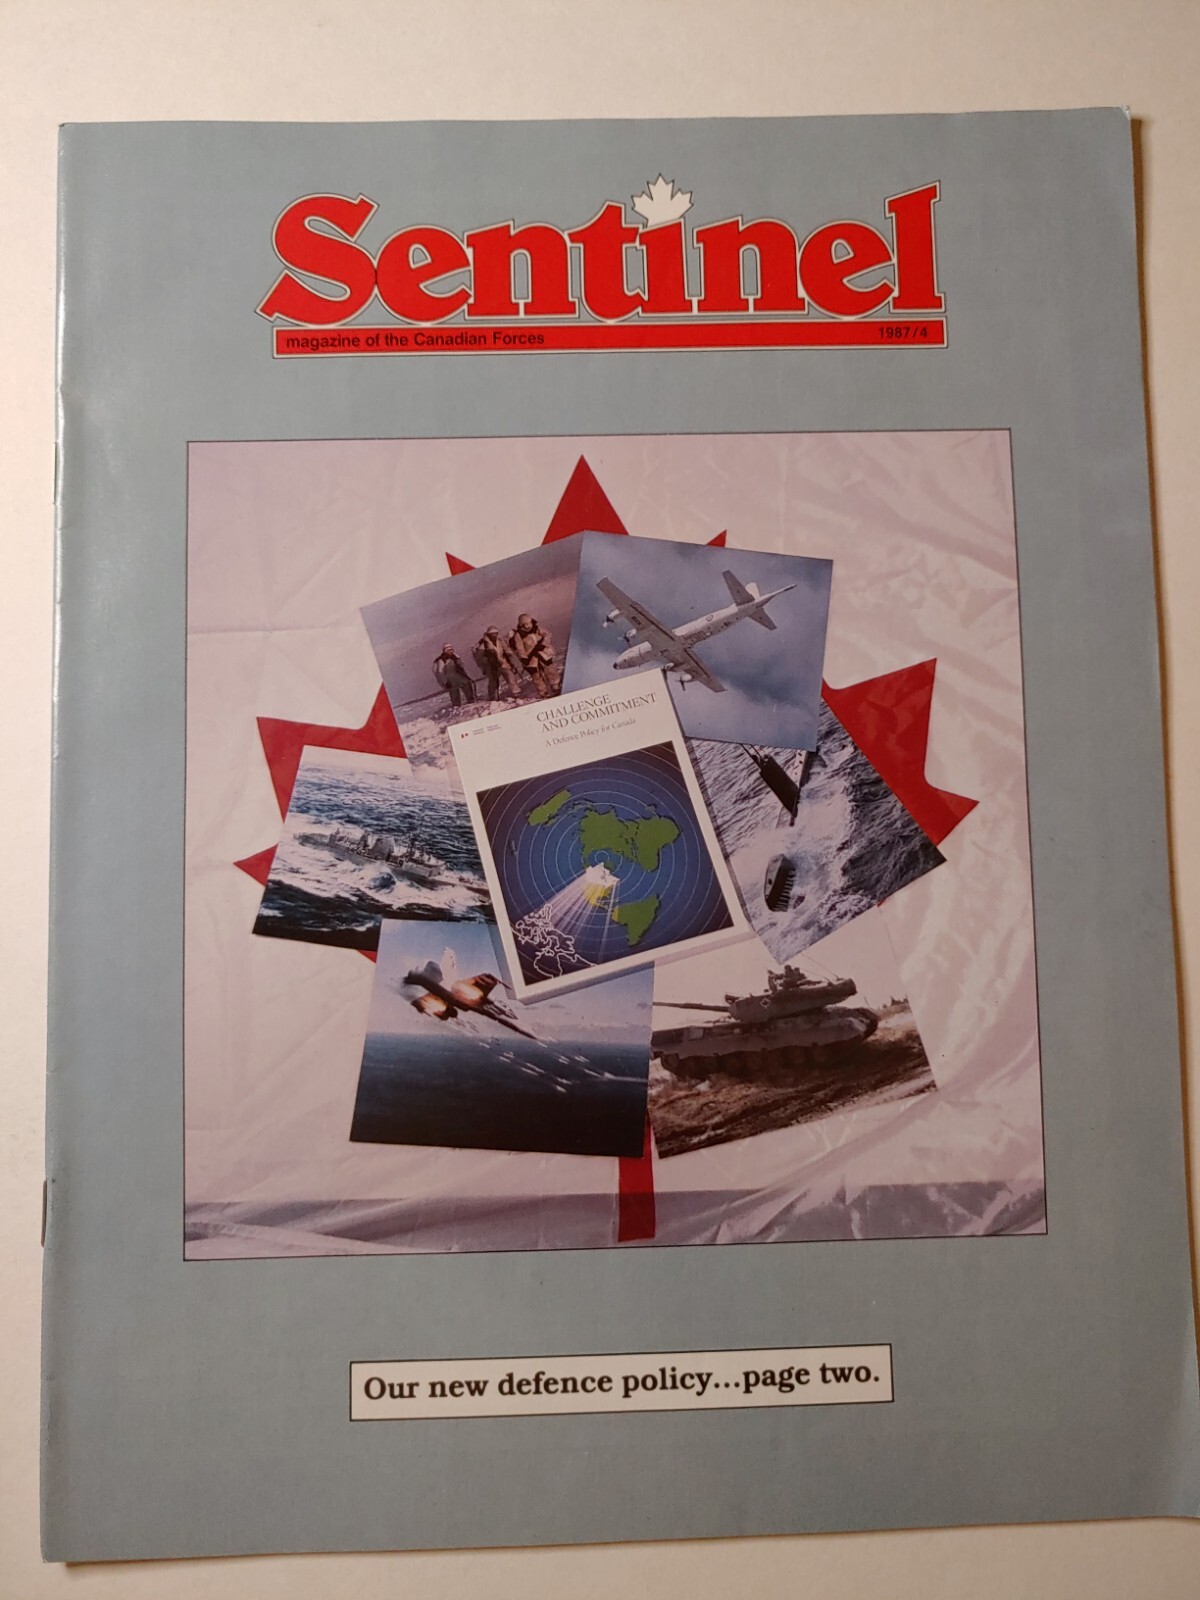 Sentinel
magazine of the Canadian Forces 1987/4
CHALLENGE
AND COMMITMENT
A Defence Policy for Canada
Our new defence policy...page two.